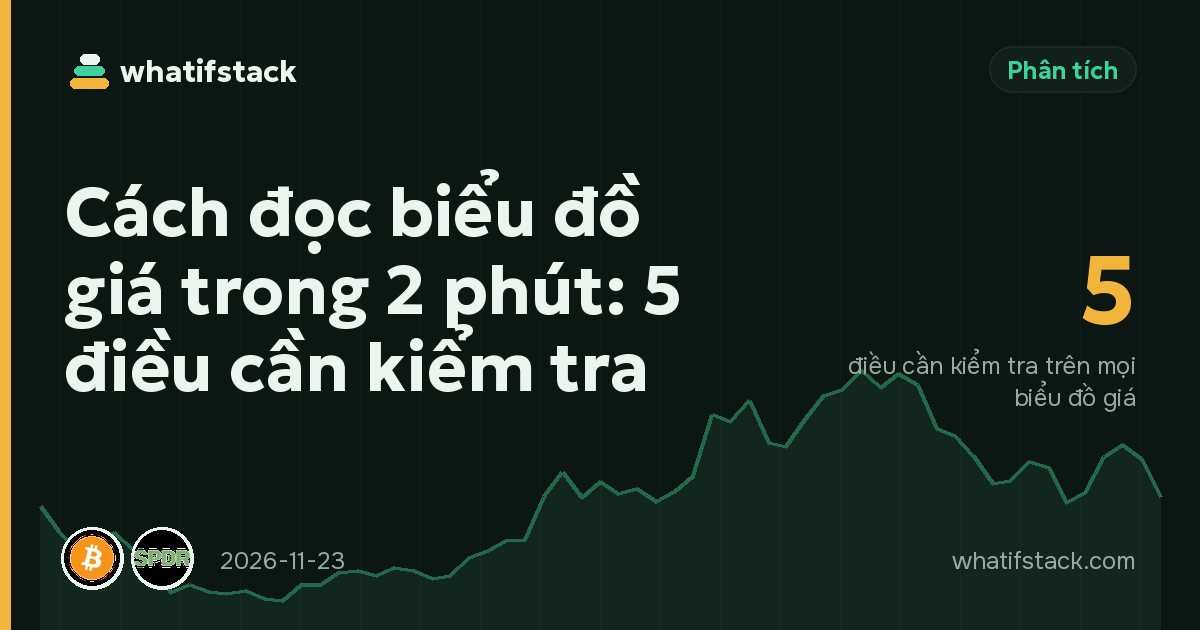 whatifstack
Phân tích
Cách đọc biểu đồ
giá trong 2 phút: 5
điều cần kiểm tra
5
điều cần kiểm tra trên mọi
biểu đồ giá
SPDR
2026-11-23
whatifstack.com